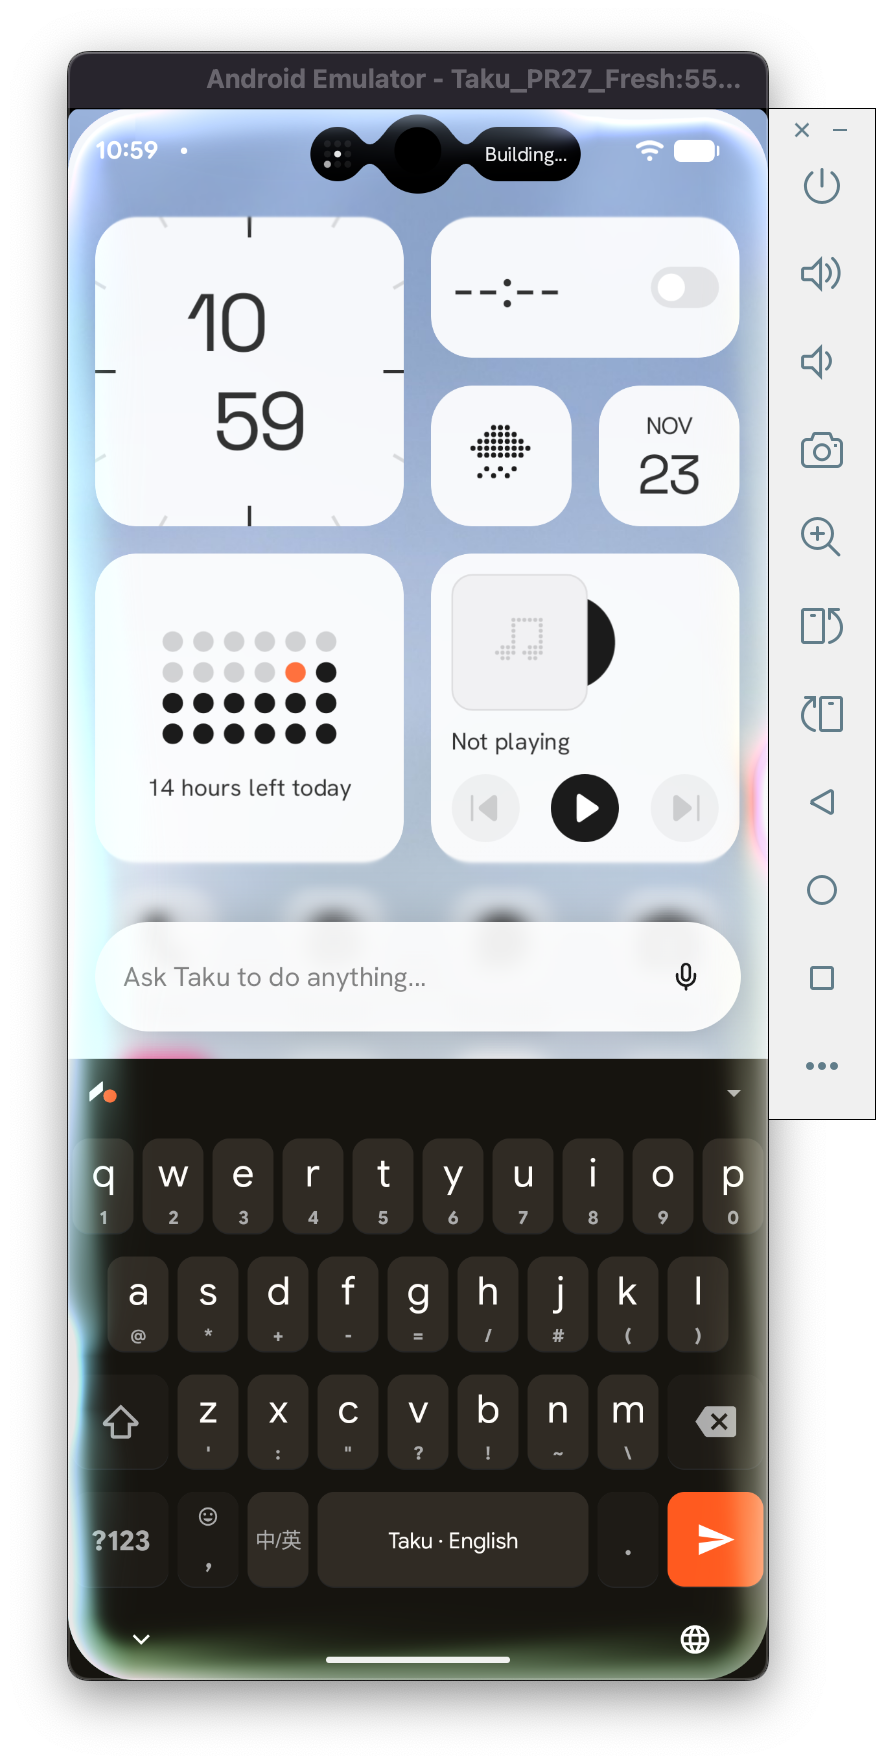 Android Emulator - Taku_PR27_Fresh:55...
10:59
Building...
10
59
--:--
NOV
23
14 hours left today
Not playing
Ask Taku to do anything...
q w e r t y u i o p
1 2 3 4 5 6 7 8 9 0
a s d f g h j k l
@ * + - = / # ( )
z x c v b n m
' : " ? ! ~ \
?123 , 中/英 Taku · English .